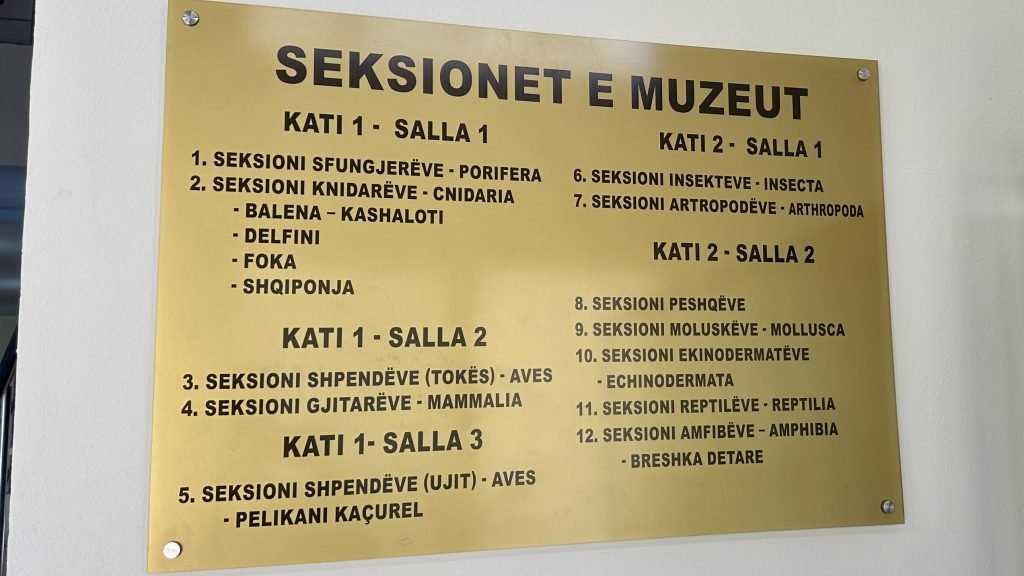 SEKSIONET E MUZEUT
KATI 1 - SALLA 1
1. SEKSIONI SFUNGJERËVE - PORIFERA
2. SEKSIONI KNIDARËVE - CNIDARIA
- BALENA – KASHALOTI
- DELFINI
- FOKA
- SHQIPONJA
KATI 1 - SALLA 2
3. SEKSIONI SHPENDËVE (TOKËS) - AVES
4. SEKSIONI GJITARËVE - MAMMALIA
KATI 1- SALLA 3
5. SEKSIONI SHPENDËVE (UJIT) - AVES
- PELIKANI KAÇUREL
KATI 2 - SALLA 1
6. SEKSIONI INSEKTEVE - INSECTA
7. SEKSIONI ARTROPODËVE - ARTHROPODA
KATI 2 - SALLA 2
8. SEKSIONI PESHQËVE
9. SEKSIONI MOLUSKËVE - MOLLUSCA
10. SEKSIONI EKINODERMATËVE
- ECHINODERMATA
11. SEKSIONI REPTILËVE - REPTILIA
12. SEKSIONI AMFIBËVE – AMPHIBIA
- BRESHKA DETARE